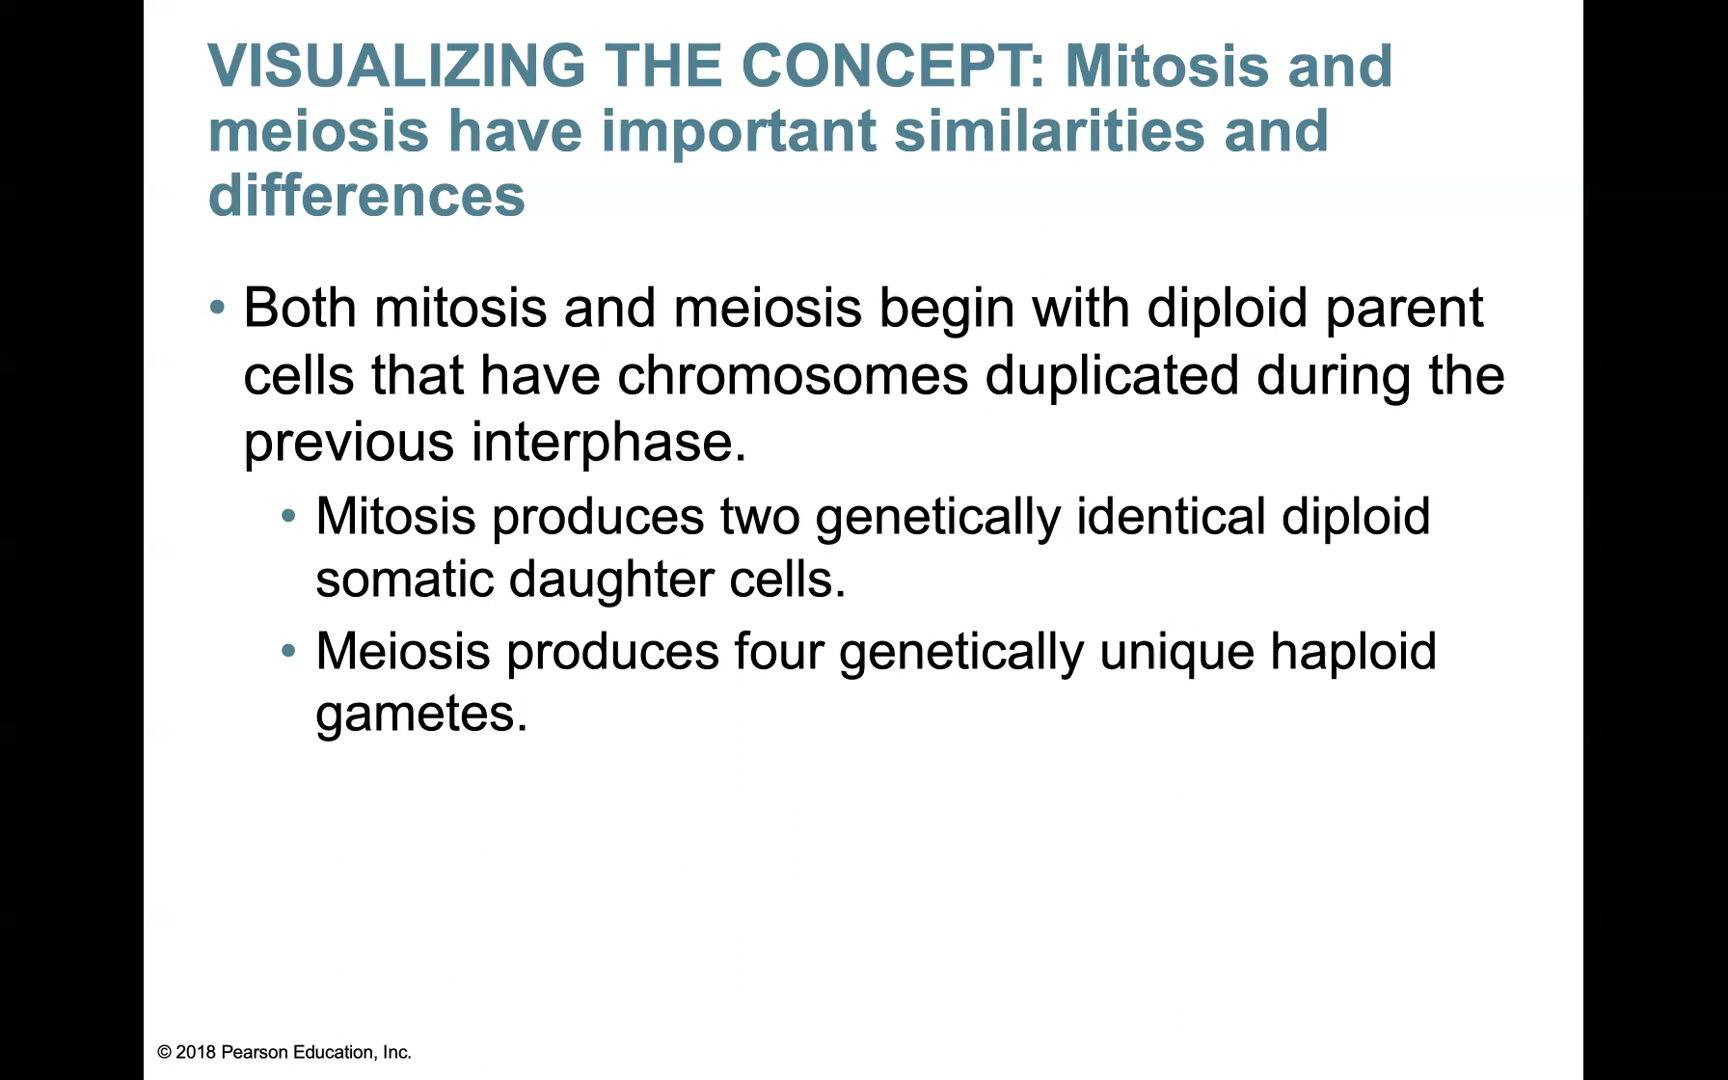 VISUALIZING THE CONCEPT: Mitosis and
meiosis have important similarities and
differences
• Both mitosis and meiosis begin with diploid parent
cells that have chromosomes duplicated during the
previous interphase.
• Mitosis produces two genetically identical diploid
somatic daughter cells.
• Meiosis produces four genetically unique haploid
gametes.
© 2018 Pearson Education, Inc.